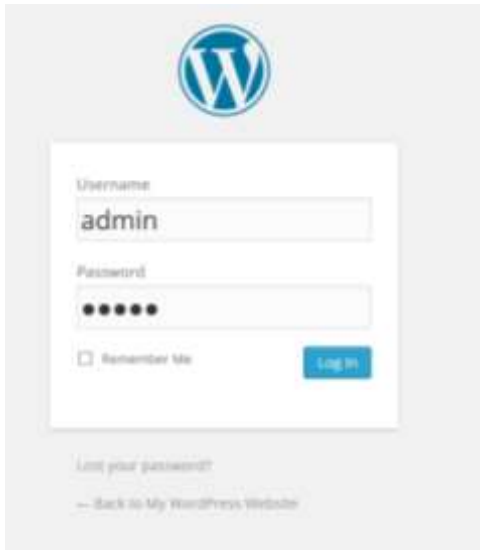 Username
admin
Password
●●●●●
Remember Me
Log In
Lost your password?
← Back to My WordPress Website